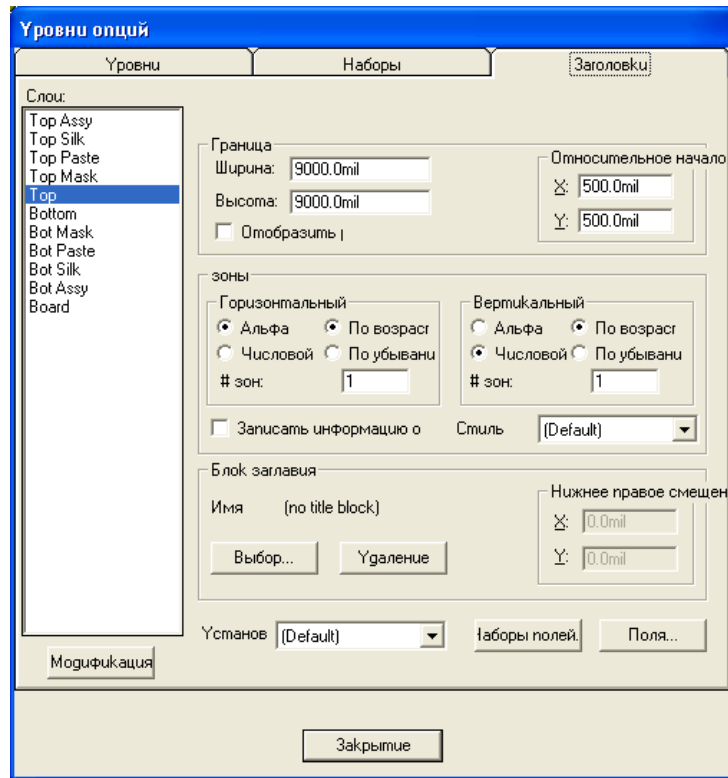 Уровни опций
Уровни Наборы Заголовки
Слои:
Top Assy
Top Silk
Top Paste
Top Mask
Top
Bottom
Bot Mask
Bot Paste
Bot Silk
Bot Assy
Board
Модификация
Граница
Ширина: 9000.0mil
Высота: 9000.0mil
Отобразить р
Относительное начало
X: 500.0mil
Y: 500.0mil
зоны
Горизонтальный
Альфа По возраст
Числовой По убывани
# зон: 1
Вертикальный
Альфа По возраст
Числовой По убывани
# зон: 1
Записать информацию о Стиль (Default)
Блок заглавия
Имя (no title block)
Выбор... Удаление
Нижнее правое смещен
X: 0.0mil
Y: 0.0mil
Установ (Default) Наборы полей. Поля...
Закрытие